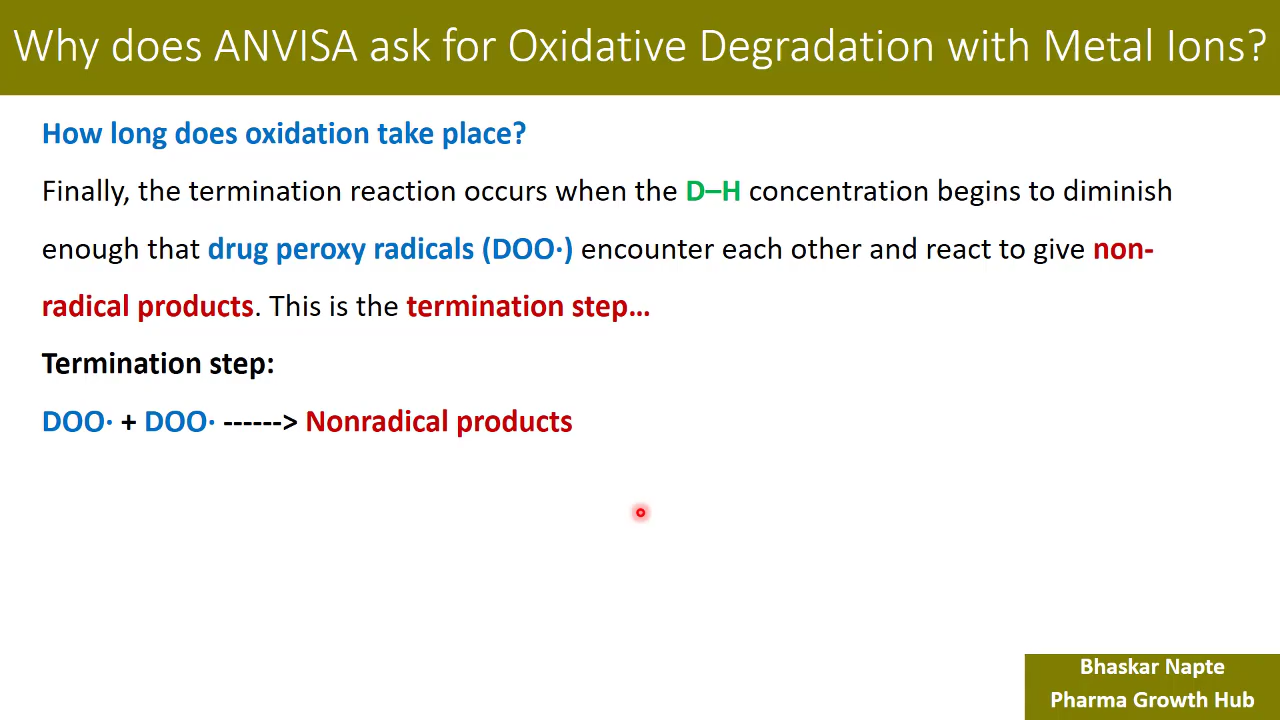 Why does ANVISA ask for Oxidative Degradation with Metal Ions?
How long does oxidation take place?
Finally, the termination reaction occurs when the D–H concentration begins to diminish
enough that drug peroxy radicals (DOO·) encounter each other and react to give non-
radical products. This is the termination step…
Termination step:
DOO· + DOO· ------> Nonradical products
Bhaskar Napte
Pharma Growth Hub